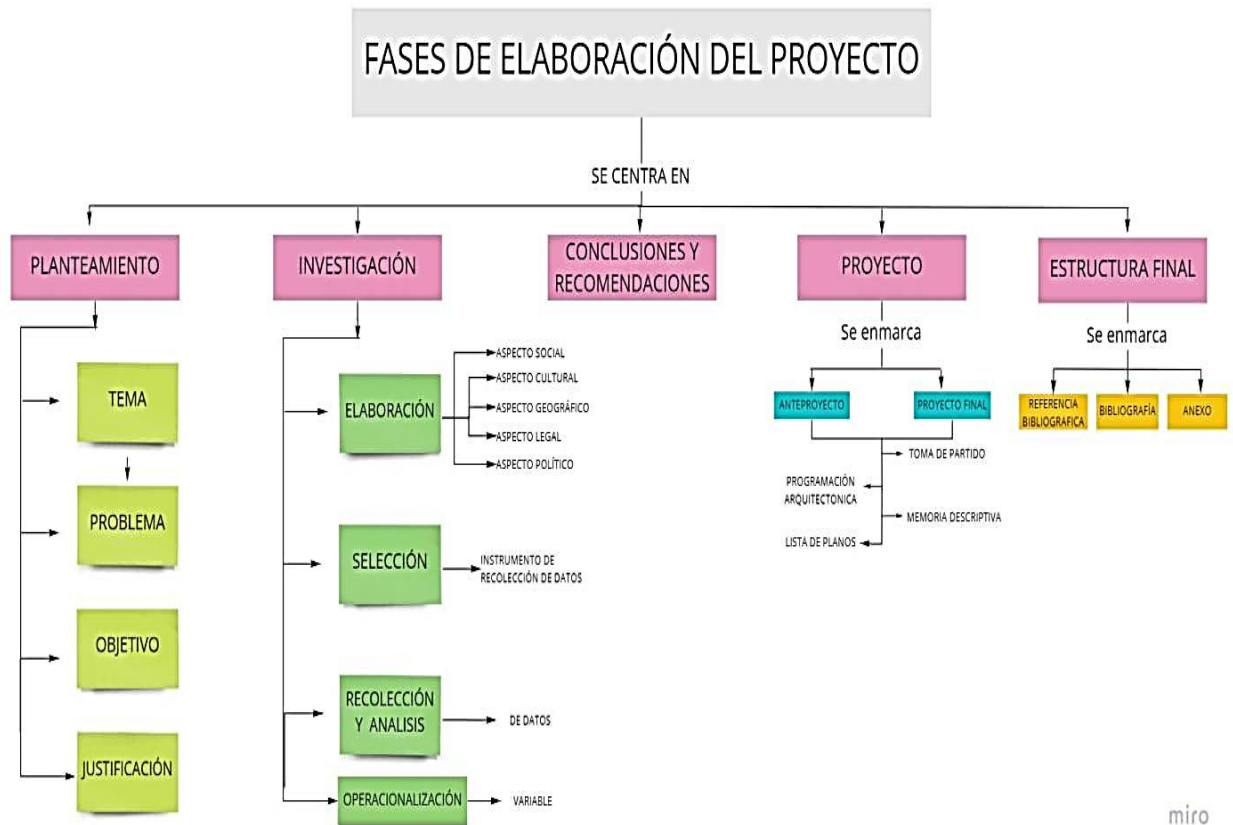 FASES DE ELABORACIÓN DEL PROYECTO
SE CENTRA EN
PLANTEAMIENTO
TEMA
PROBLEMA
OBJETIVO
JUSTIFICACIÓN
INVESTIGACIÓN
ELABORACIÓN
ASPECTO SOCIAL
ASPECTO CULTURAL
ASPECTO GEOGRÁFICO
ASPECTO LEGAL
ASPECTO POLÍTICO
SELECCIÓN
INSTRUMENTO DE
RECOLECCIÓN DE DATOS
RECOLECCIÓN
Y ANALISIS
DE DATOS
OPERACIONALIZACIÓN
VARIABLE
CONCLUSIONES Y
RECOMENDACIONES
PROYECTO
Se enmarca
ANTEPROYECTO
PROYECTO FINAL
TOMA DE PARTIDO
PROGRAMACIÓN
ARQUITECTONICA
MEMORIA DESCRIPTIVA
LISTA DE PLANOS
ESTRUCTURA FINAL
Se enmarca
REFERENCIA
BIBLIOGRAFICA
BIBLIOGRAFÍA
ANEXO
miro